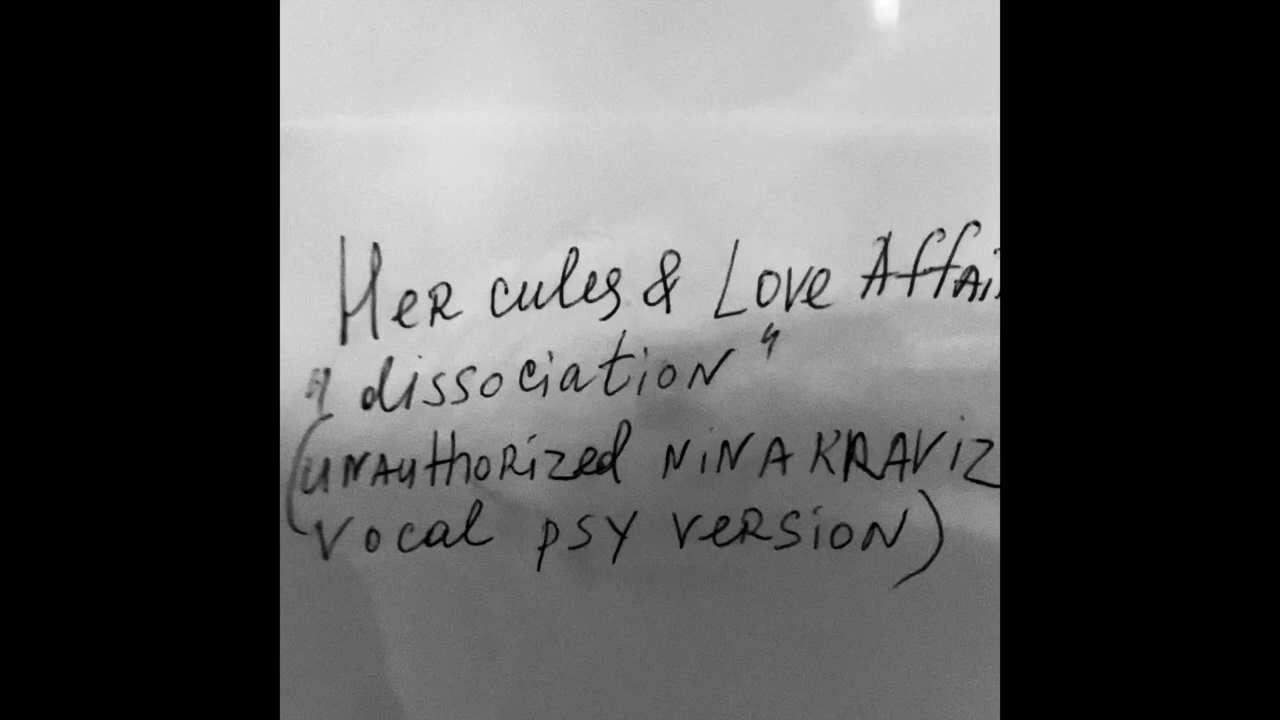 Hercules & Love Affai
"dissociation"
(unauthorized NINA KRAVIZ
vocal psy version)